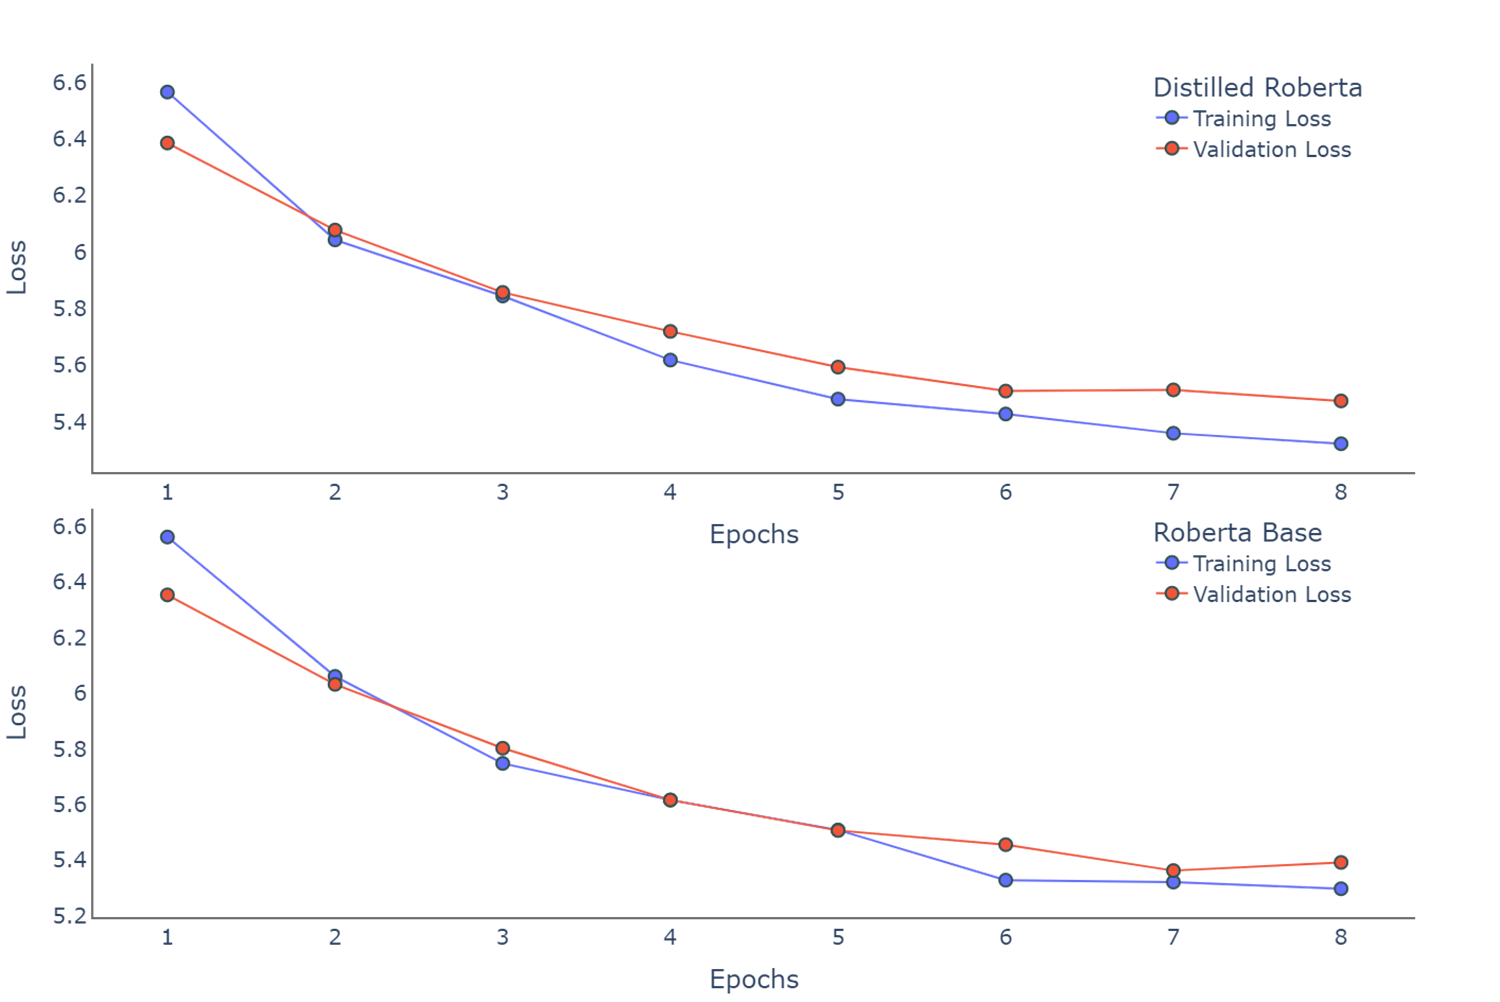 Distilled Roberta
Training Loss
Validation Loss
Loss
6.6
6.4
6.2
6
5.8
5.6
5.4
1 2 3 4 5 6 7 8
Epochs
Roberta Base
Training Loss
Validation Loss
Loss
6.6
6.4
6.2
6
5.8
5.6
5.4
5.2
1 2 3 4 5 6 7 8
Epochs